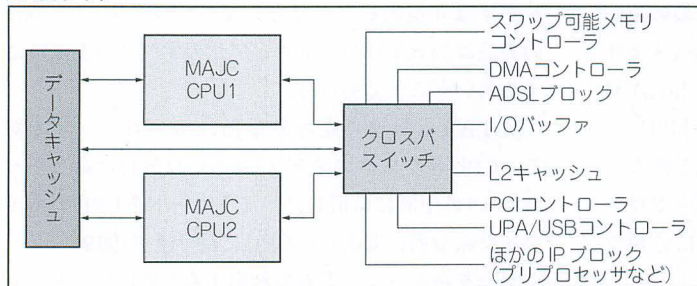 データキャッシュ
MAJC
CPU1
MAJC
CPU2
クロスバ
スイッチ
スワップ可能メモリ
コントローラ
DMAコントローラ
ADSLブロック
I/Oバッファ
L2キャッシュ
PCIコントローラ
UPA/USBコントローラ
ほかのIPブロック
(プリプロセッサなど)